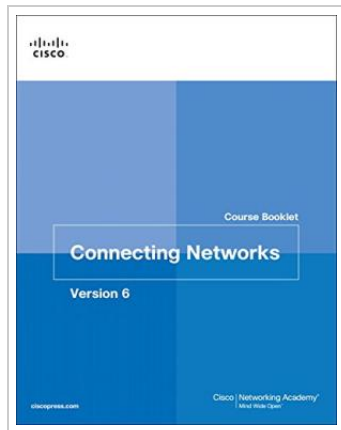 CISCO.
Course Booklet
Connecting Networks
Version 6
Cisco | Networking Academy®
Mind Wide Open®
ciscopress.com